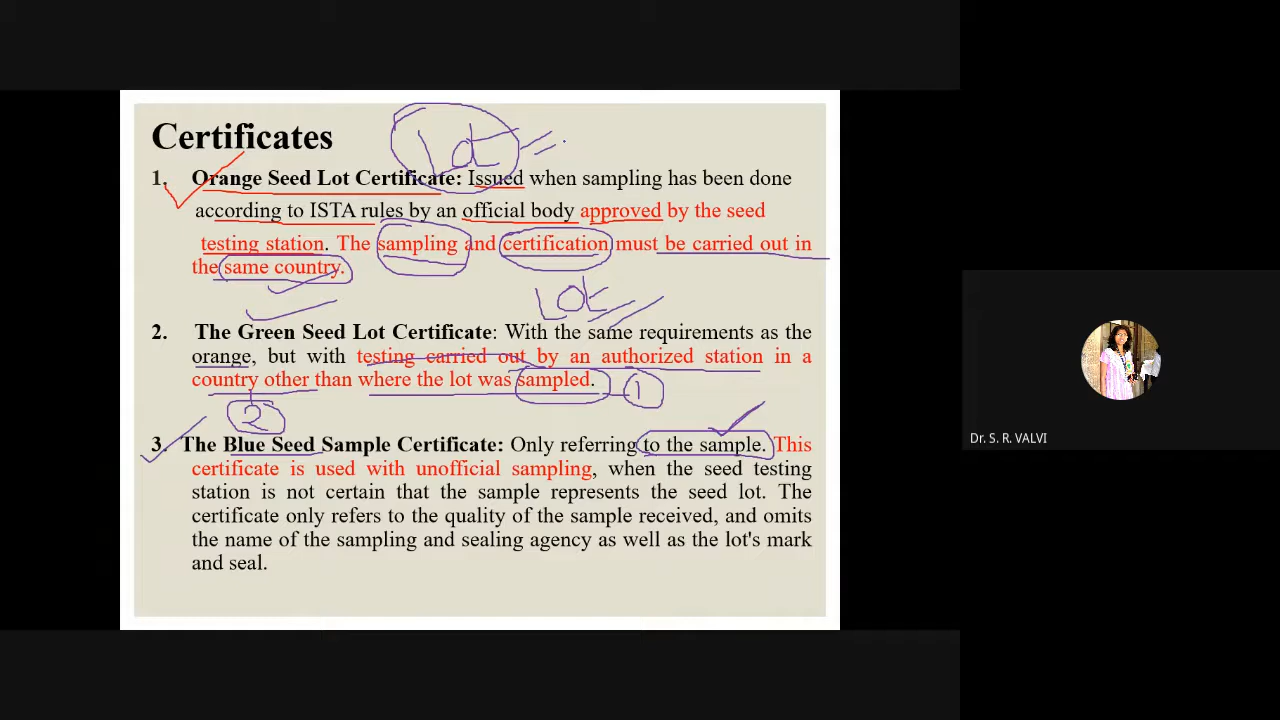 Certificates
Lot
1. Orange Seed Lot Certificate: Issued when sampling has been done
according to ISTA rules by an official body approved by the seed
testing station. The sampling and certification must be carried out in
the same country.
Lot
2. The Green Seed Lot Certificate: With the same requirements as the
orange, but with testing carried out by an authorized station in a
country other than where the lot was sampled.
1
2
3. The Blue Seed Sample Certificate: Only referring to the sample. This
certificate is used with unofficial sampling, when the seed testing
station is not certain that the sample represents the seed lot. The
certificate only refers to the quality of the sample received, and omits
the name of the sampling and sealing agency as well as the lot's mark
and seal.
Dr. S. R. VALVI